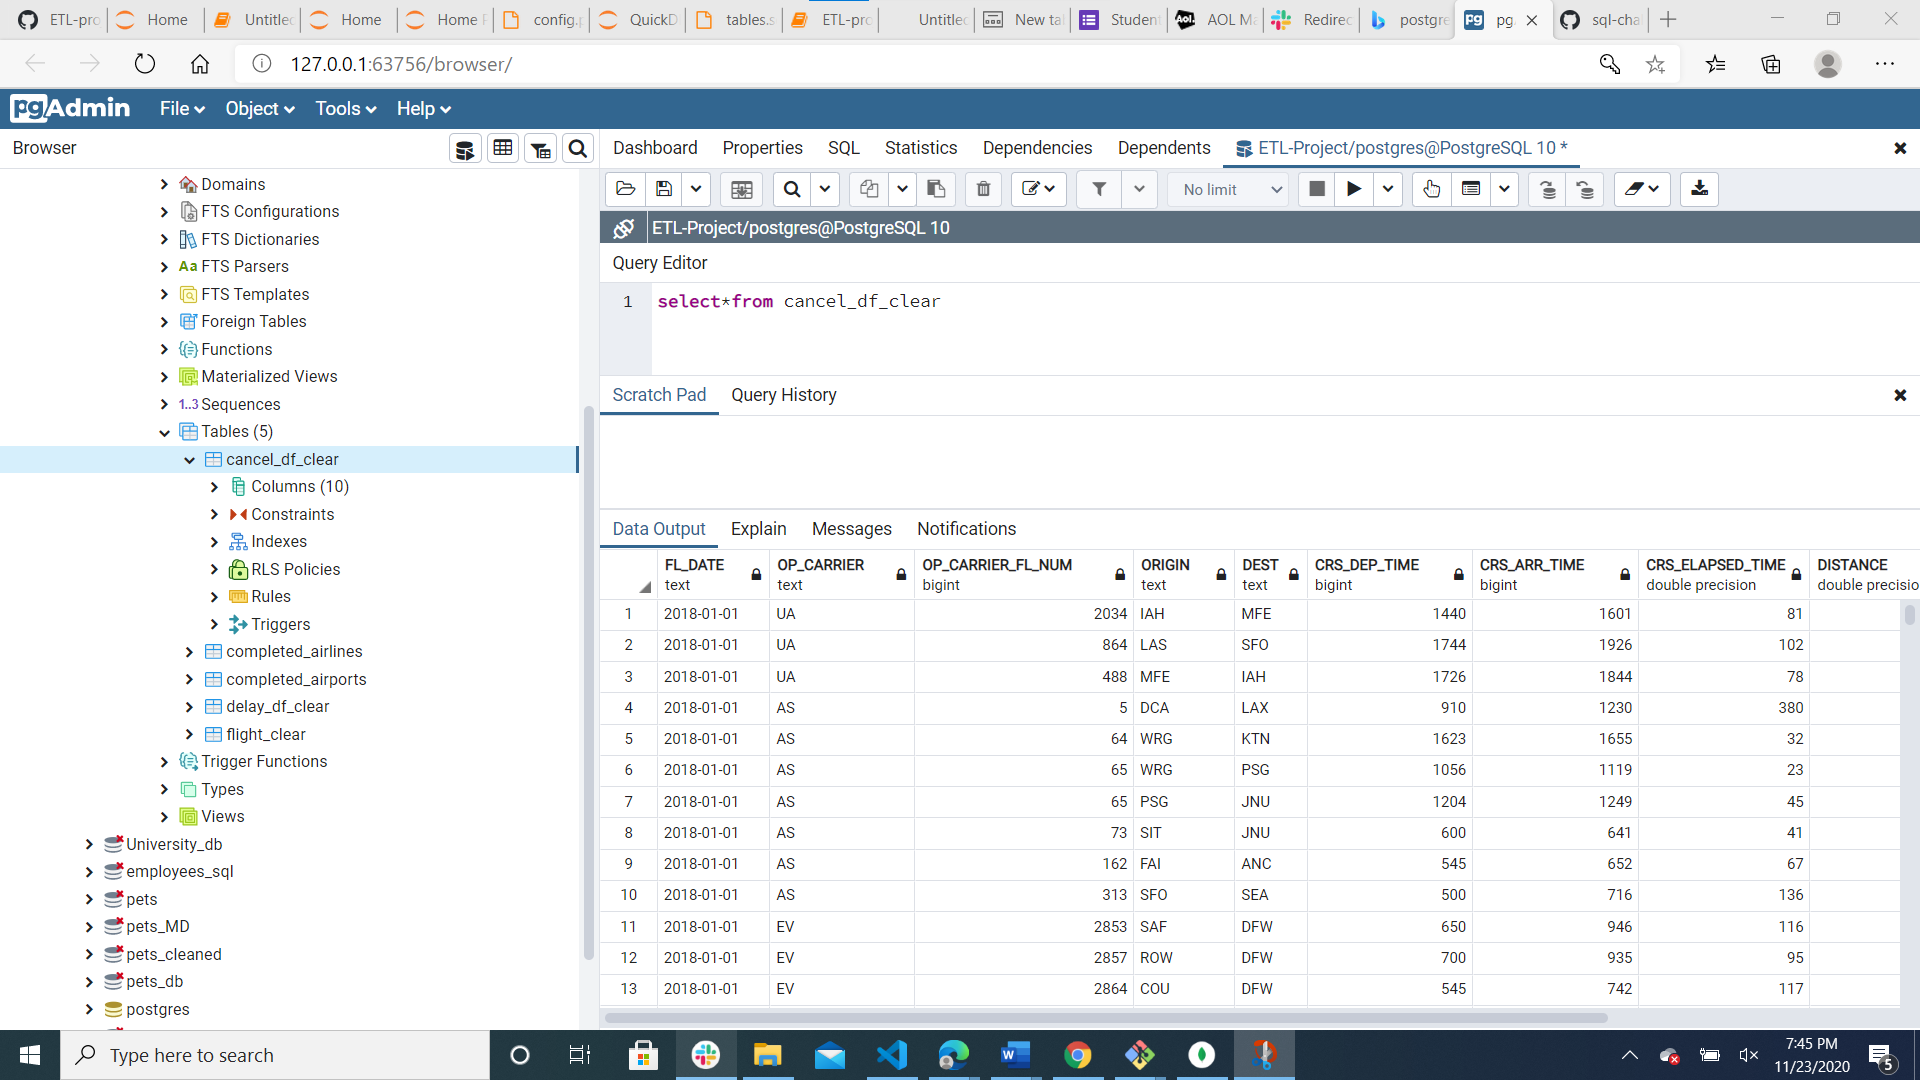 ETL-pro Home Untitled Home Home config.p QuickD tables.s ETL-pro Untitled New tal Student AOL Ma Redirec postgre pg sql-cha
127.0.0.1:63756/browser/
pgAdmin File Object Tools Help
Browser
Dashboard Properties SQL Statistics Dependencies Dependents ETL-Project/postgres@PostgreSQL 10 *
No limit
ETL-Project/postgres@PostgreSQL 10
Query Editor
1 select*from cancel_df_clear
Scratch Pad Query History
Domains
FTS Configurations
FTS Dictionaries
Aa FTS Parsers
FTS Templates
Foreign Tables
Functions
Materialized Views
1..3 Sequences
Tables (5)
cancel_df_clear
Columns (10)
Constraints
Indexes
RLS Policies
Rules
Triggers
completed_airlines
completed_airports
delay_df_clear
flight_clear
Trigger Functions
Types
Views
University_db
employees_sql
pets
pets_MD
pets_cleaned
pets_db
postgres
Data Output Explain Messages Notifications
FL_DATE OP_CARRIER OP_CARRIER_FL_NUM ORIGIN DEST CRS_DEP_TIME CRS_ARR_TIME CRS_ELAPSED_TIME DISTANCE
text text bigint text text bigint bigint double precision double precisio
1 2018-01-01 UA 2034 IAH MFE 1440 1601 81
2 2018-01-01 UA 864 LAS SFO 1744 1926 102
3 2018-01-01 UA 488 MFE IAH 1726 1844 78
4 2018-01-01 AS 5 DCA LAX 910 1230 380
5 2018-01-01 AS 64 WRG KTN 1623 1655 32
6 2018-01-01 AS 65 WRG PSG 1056 1119 23
7 2018-01-01 AS 65 PSG JNU 1204 1249 45
8 2018-01-01 AS 73 SIT JNU 600 641 41
9 2018-01-01 AS 162 FAI ANC 545 652 67
10 2018-01-01 AS 313 SFO SEA 500 716 136
11 2018-01-01 EV 2853 SAF DFW 650 946 116
12 2018-01-01 EV 2857 ROW DFW 700 935 95
13 2018-01-01 EV 2864 COU DFW 545 742 117
Type here to search
7:45 PM
11/23/2020
5